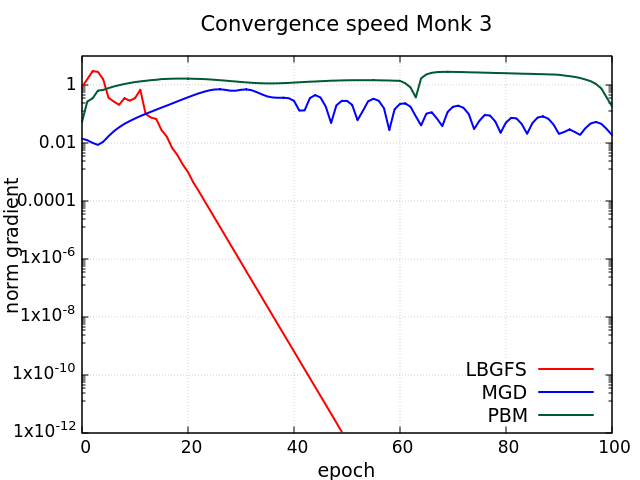 Convergence speed Monk 3
1
0.01
0.0001
1x10-6
1x10-8
1x10-10
1x10-12
norm gradient
LBGFS
MGD
PBM
0 20 40 60 80 100
epoch